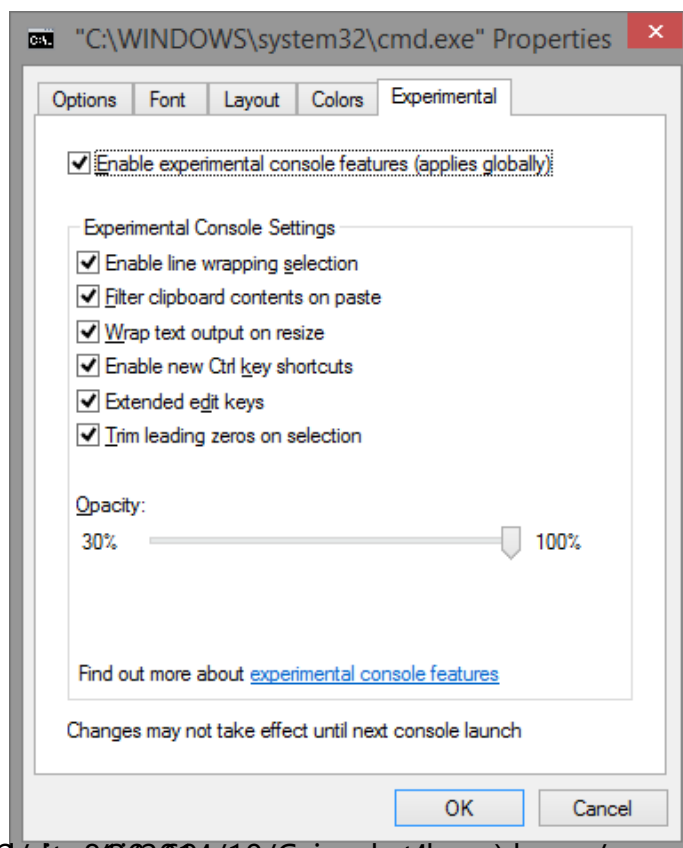 "C:\WINDOWS\system32\cmd.exe" Properties
Options Font Layout Colors Experimental
Enable experimental console features (applies globally)
Experimental Console Settings
Enable line wrapping selection
Filter clipboard contents on paste
Wrap text output on resize
Enable new Ctrl key shortcuts
Extended edit keys
Trim leading zeros on selection
Opacity:
30% 100%
Find out more about experimental console features
Changes may not take effect until next console launch
OK Cancel